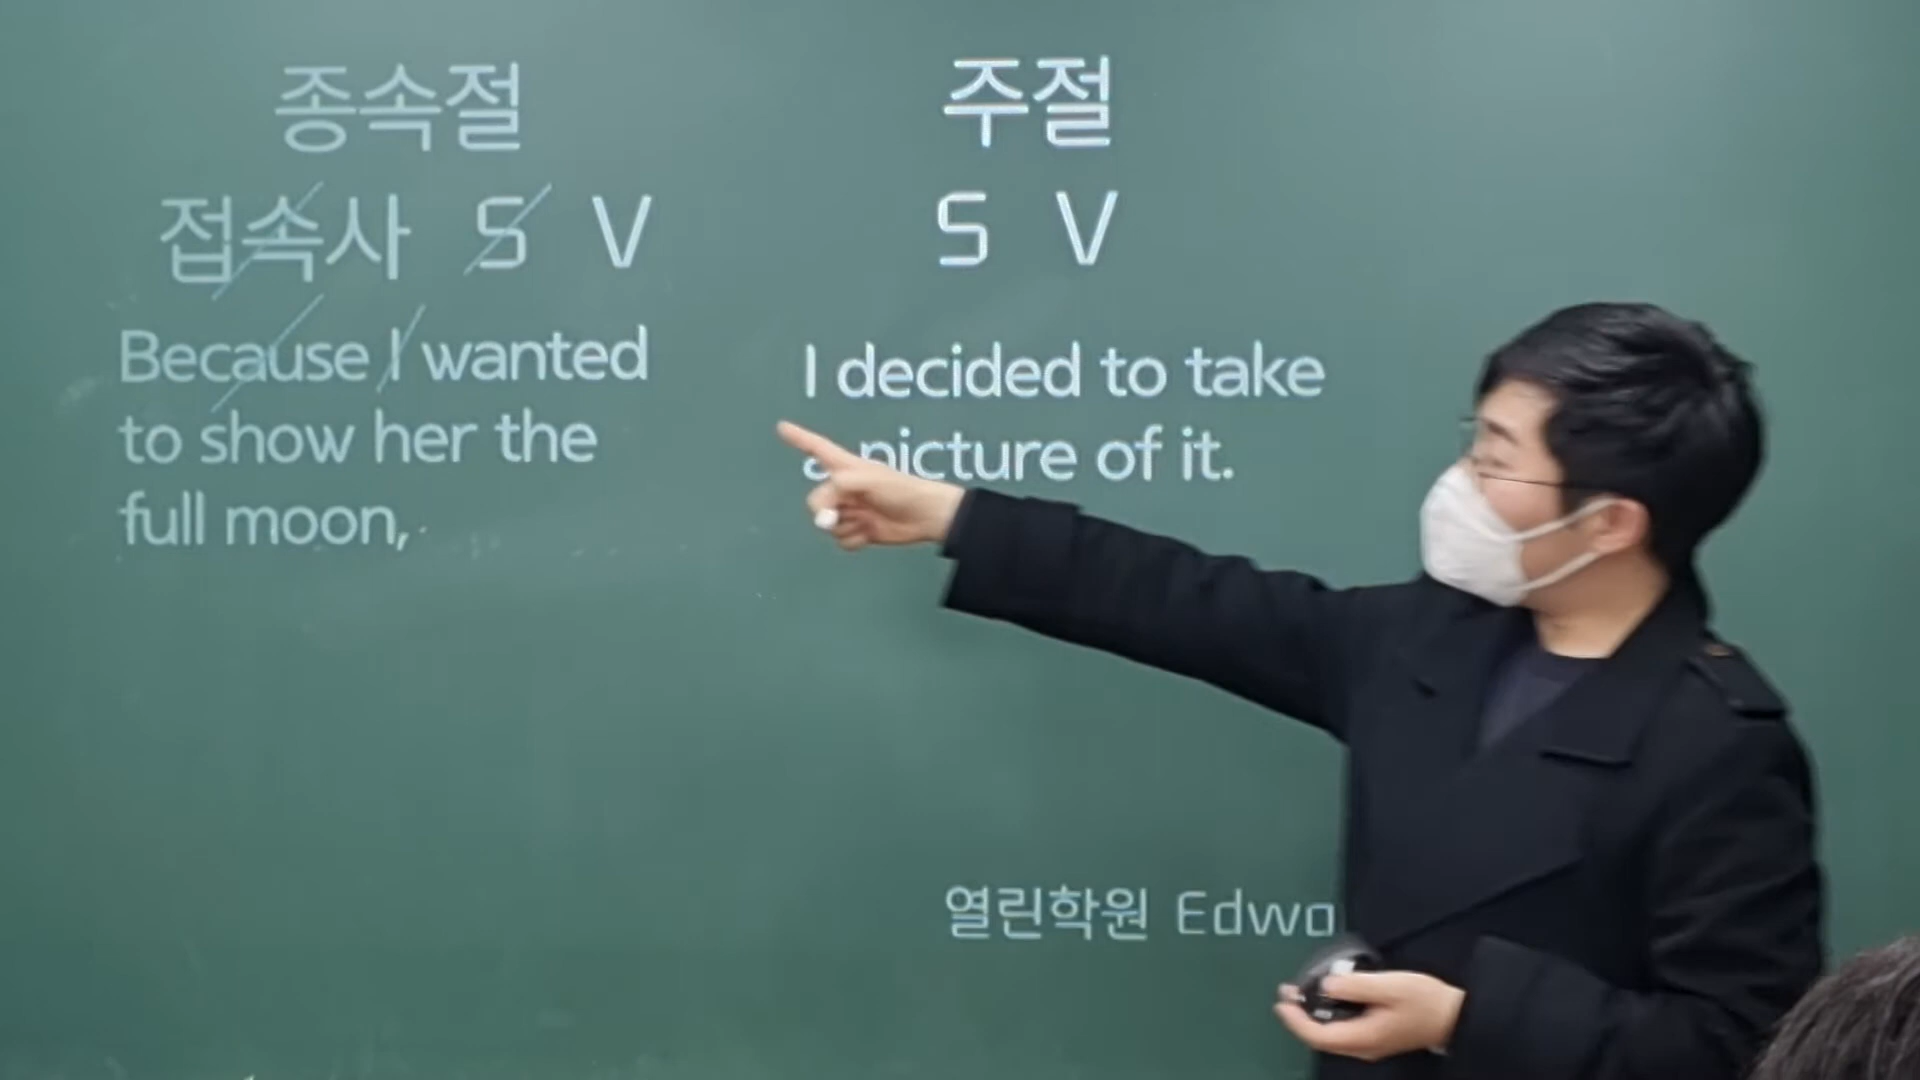 종속절
접속사 S V
Because I wanted
to show her the
full moon,
주절
S V
I decided to take
a picture of it.
열린학원 Edwa